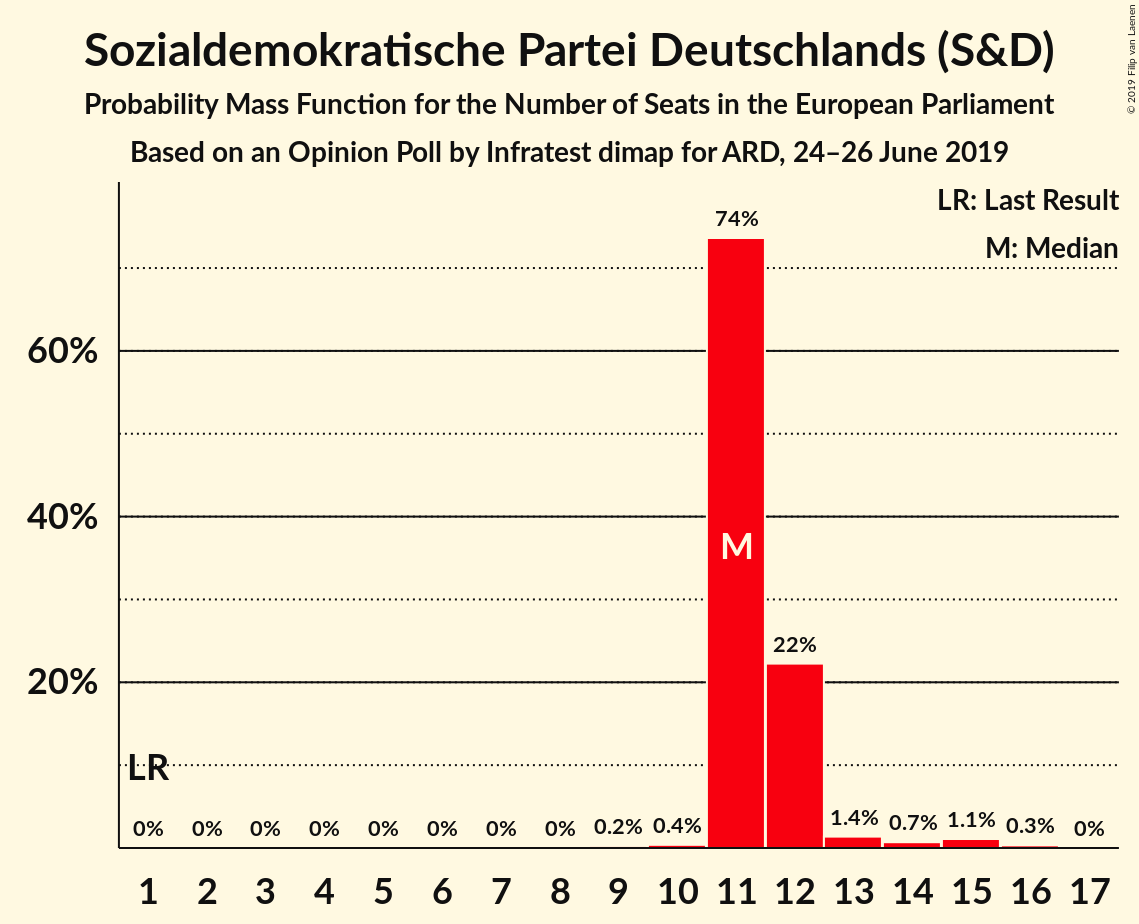 Sozialdemokratische Partei Deutschlands (S&D)
Probability Mass Function for the Number of Seats in the European Parliament
Based on an Opinion Poll by Infratest dimap for ARD, 24–26 June 2019
© 2019 Filip van Laenen
LR: Last Result
M: Median
74%
60%
40%
M
22%
20%
LR
0% 0% 0% 0% 0% 0% 0% 0% 0.2% 0.4% 1.4% 0.7% 1.1% 0.3% 0%
1 2 3 4 5 6 7 8 9 10 11 12 13 14 15 16 17